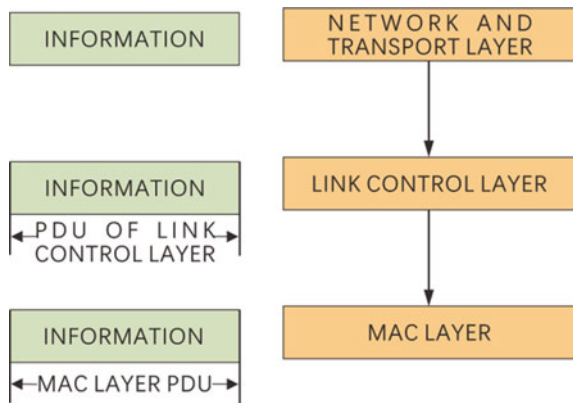 INFORMATION
NETWORK AND
TRANSPORT LAYER
INFORMATION
LINK CONTROL LAYER
PDU OF LINK
CONTROL LAYER
INFORMATION
MAC LAYER
MAC LAYER PDU